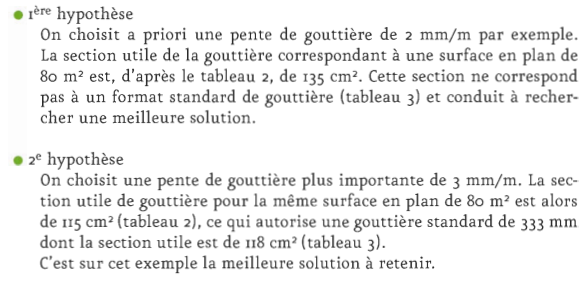 ● 1ère hypothèse
On choisit a priori une pente de gouttière de 2 mm/m par exemple.
La section utile de la gouttière correspondant à une surface en plan de
80 m² est, d'après le tableau 2, de 135 cm². Cette section ne correspond
pas à un format standard de gouttière (tableau 3) et conduit à recher-
cher une meilleure solution.
● 2e hypothèse
On choisit une pente de gouttière plus importante de 3 mm/m. La sec-
tion utile de gouttière pour la même surface en plan de 80 m² est alors
de 115 cm² (tableau 2), ce qui autorise une gouttière standard de 333 mm
dont la section utile est de 118 cm² (tableau 3).
C'est sur cet exemple la meilleure solution à retenir.